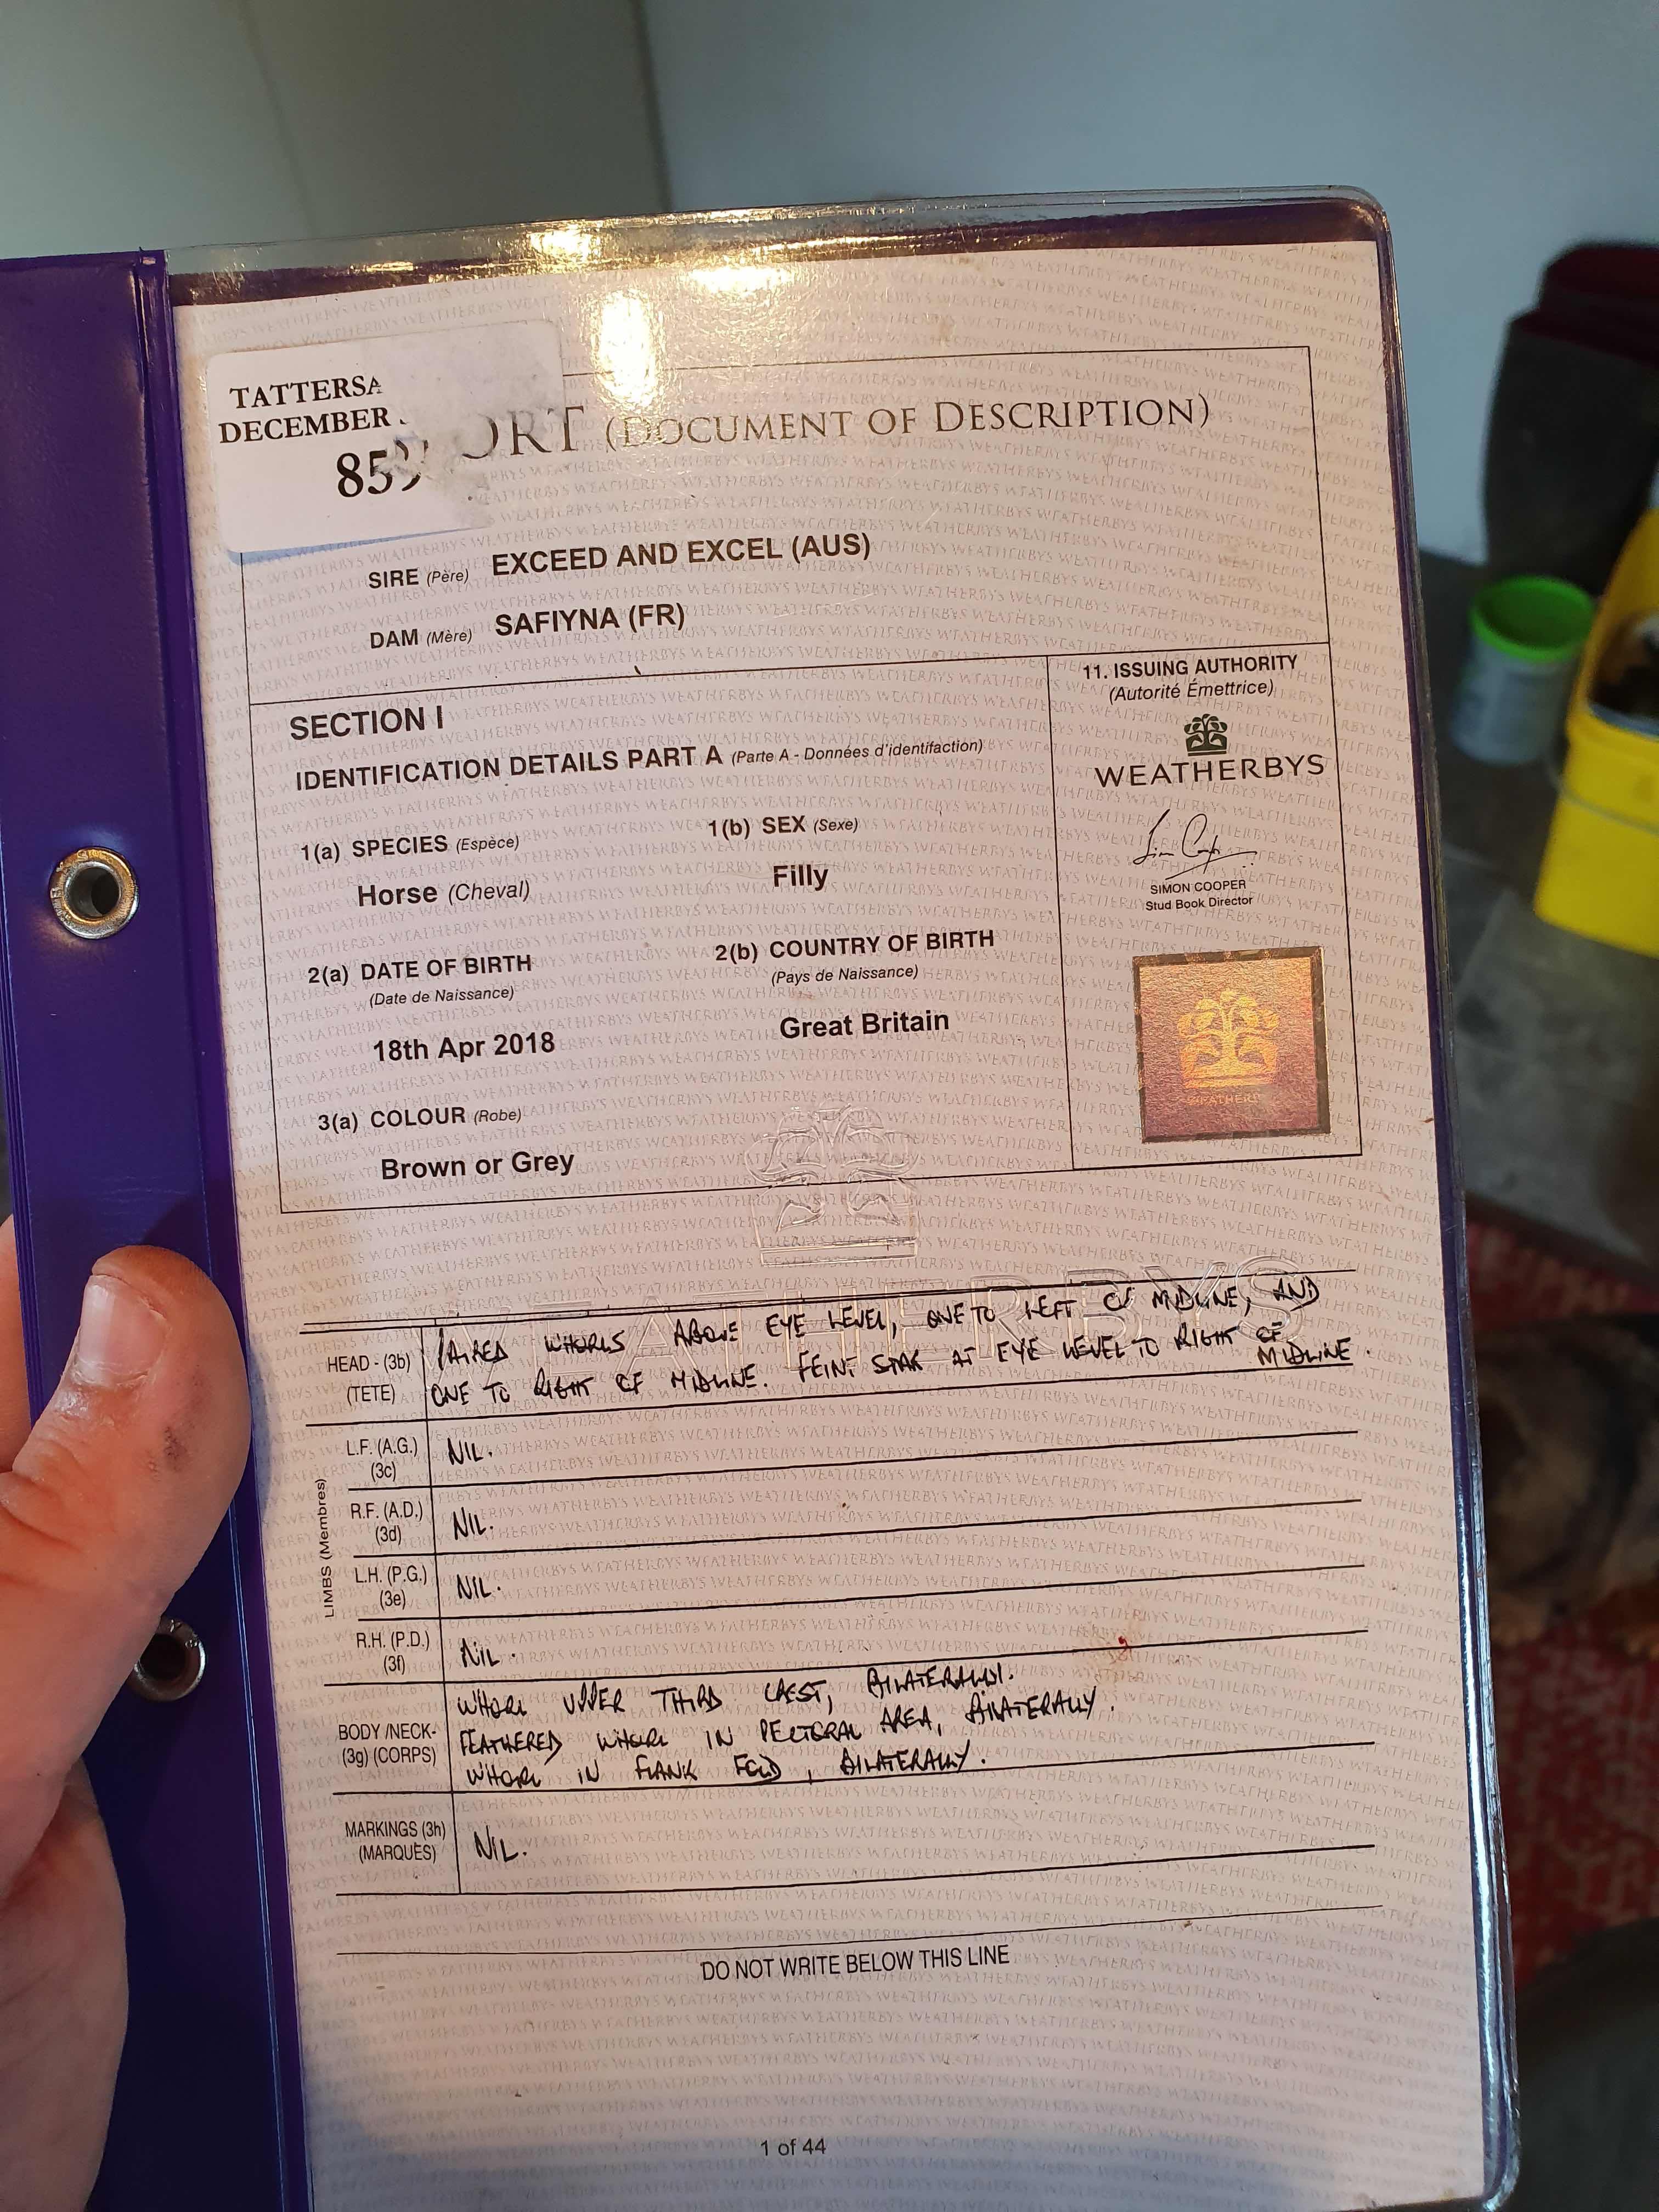 TATTERSA
DECEMBER
85
ORT (DOCUMENT OF DESCRIPTION)
SIRE (Père) EXCEED AND EXCEL (AUS)
DAM (Mère) SAFIYNA (FR)
SECTION I
IDENTIFICATION DETAILS PART A (Parte A - Données d'identifaction)
1(a) SPECIES (Espèce)
Horse (Cheval)
1(b) SEX (Sexe)
Filly
2(a) DATE OF BIRTH
(Date de Naissance)
18th Apr 2018
2(b) COUNTRY OF BIRTH
(Pays de Naissance)
Great Britain
3(a) COLOUR (Robe)
Brown or Grey
11. ISSUING AUTHORITY
(Autorité Émettrice)
WEATHERBYS
SIMON COOPER
Stud Book Director
WEATHERBYS
HEAD - (3b)
(TETE)
PAIRED WHORLS ABOVE EYE LEVEL, ONE TO LEFT OF MIDLINE, AND
ONE TO RIGHT OF MIDLINE. FEINT STAR AT EYE LEVEL TO RIGHT OF
MIDLINE.
LIMBS (Membres)
L.F. (A.G.)
(3c)
NIL.
R.F. (A.D.)
(3d)
NIL.
L.H. (P.G.)
(3e)
NIL.
R.H. (P.D.)
(3f)
NIL.
BODY /NECK-
(3g) (CORPS)
WHORL UPPER THIRD CREST, BILATERALLY.
FEATHERED WHORL IN PECTORAL AREA, BILATERALLY.
WHORL IN FLANK FOLD, BILATERALLY.
MARKINGS (3h)
(MARQUES)
NIL.
DO NOT WRITE BELOW THIS LINE
1 of 44